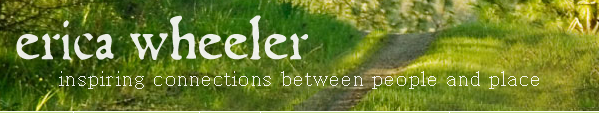 erica wheeler
inspiring connections between people and place